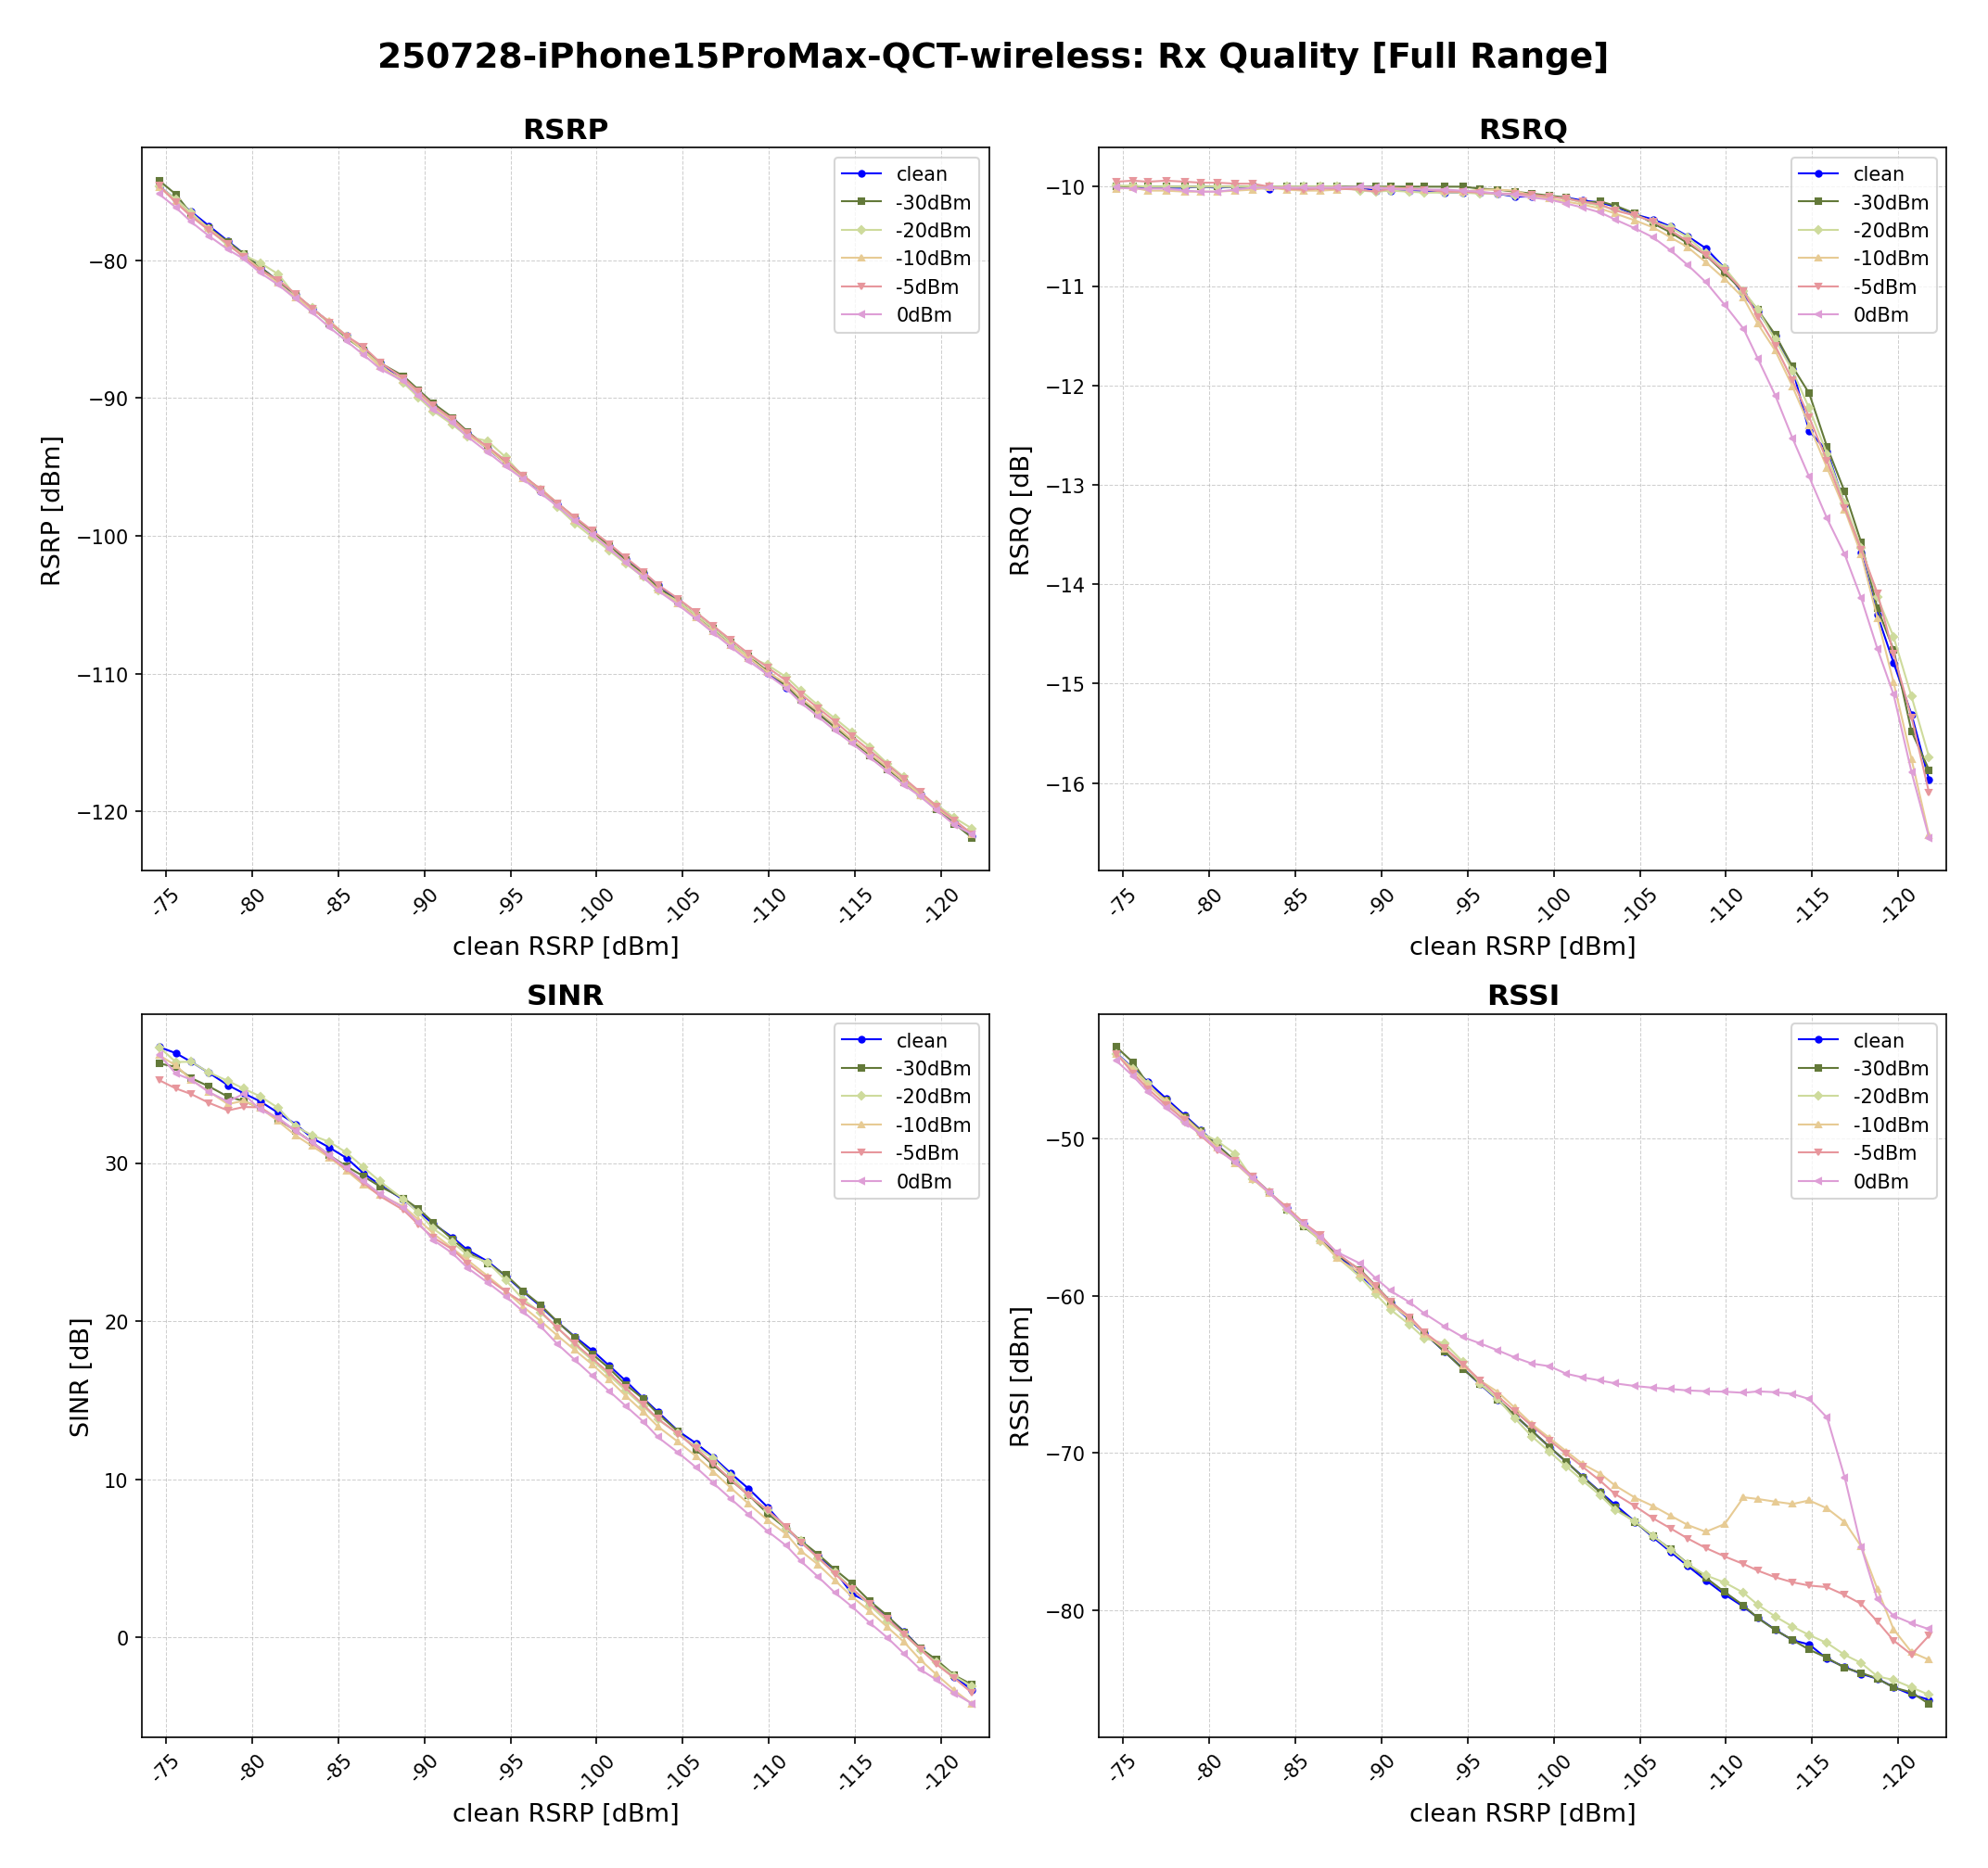 250728-iPhone15ProMax-QCT-wireless: Rx Quality [Full Range]
RSRP
RSRP [dBm]
−80
−90
−100
−110
−120
-75
-80
-85
-90
-95
-100
-105
-110
-115
-120
clean RSRP [dBm]
clean
-30dBm
-20dBm
-10dBm
-5dBm
0dBm
RSRQ
RSRQ [dB]
−10
−11
−12
−13
−14
−15
−16
-75
-80
-85
-90
-95
-100
-105
-110
-115
-120
clean RSRP [dBm]
clean
-30dBm
-20dBm
-10dBm
-5dBm
0dBm
SINR
SINR [dB]
30
20
10
0
-75
-80
-85
-90
-95
-100
-105
-110
-115
-120
clean RSRP [dBm]
clean
-30dBm
-20dBm
-10dBm
-5dBm
0dBm
RSSI
RSSI [dBm]
−50
−60
−70
−80
-75
-80
-85
-90
-95
-100
-105
-110
-115
-120
clean RSRP [dBm]
clean
-30dBm
-20dBm
-10dBm
-5dBm
0dBm